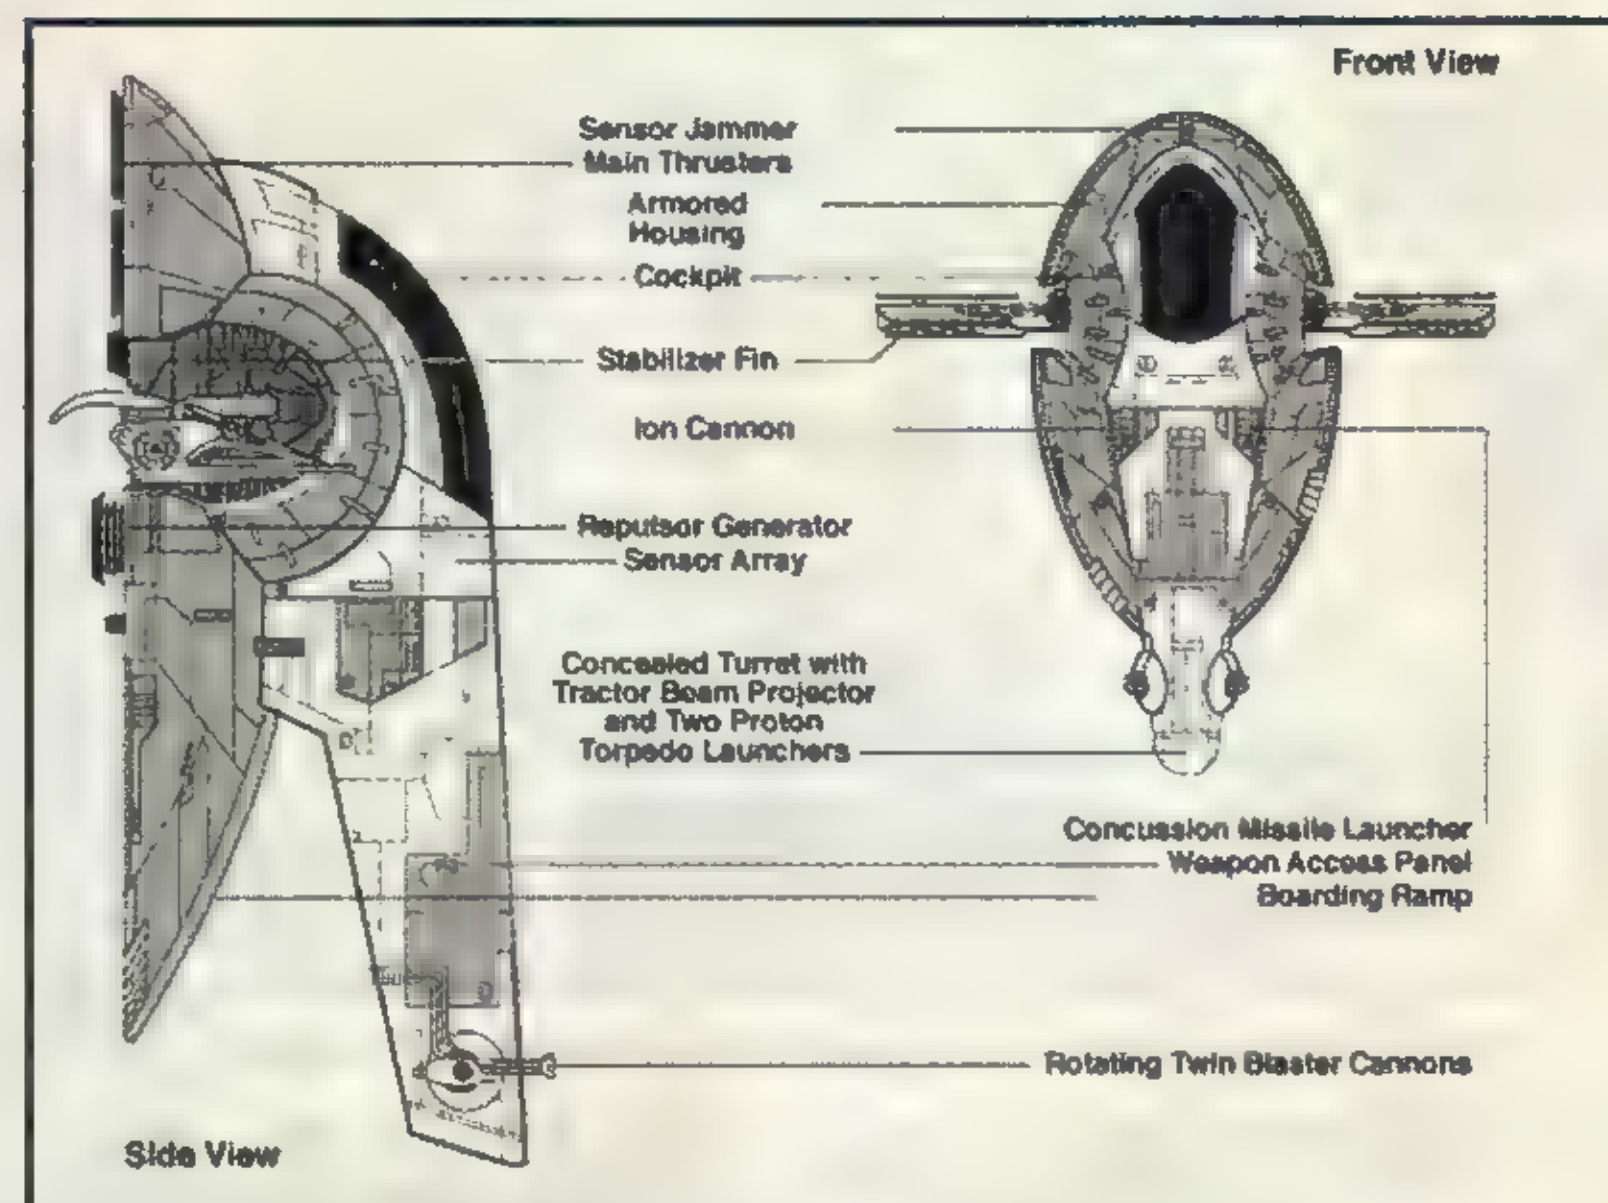 Front View
Sensor Jammer
Main Thrusters
Armored
Housing
Cockpit
Stabilizer Fin
Ion Cannon
Repulsor Generator
Sensor Array
Concealed Turret with
Tractor Beam Projector
and Two Proton
Torpedo Launchers
Concussion Missile Launcher
Weapon Access Panel
Boarding Ramp
Rotating Twin Blaster Cannons
Side View